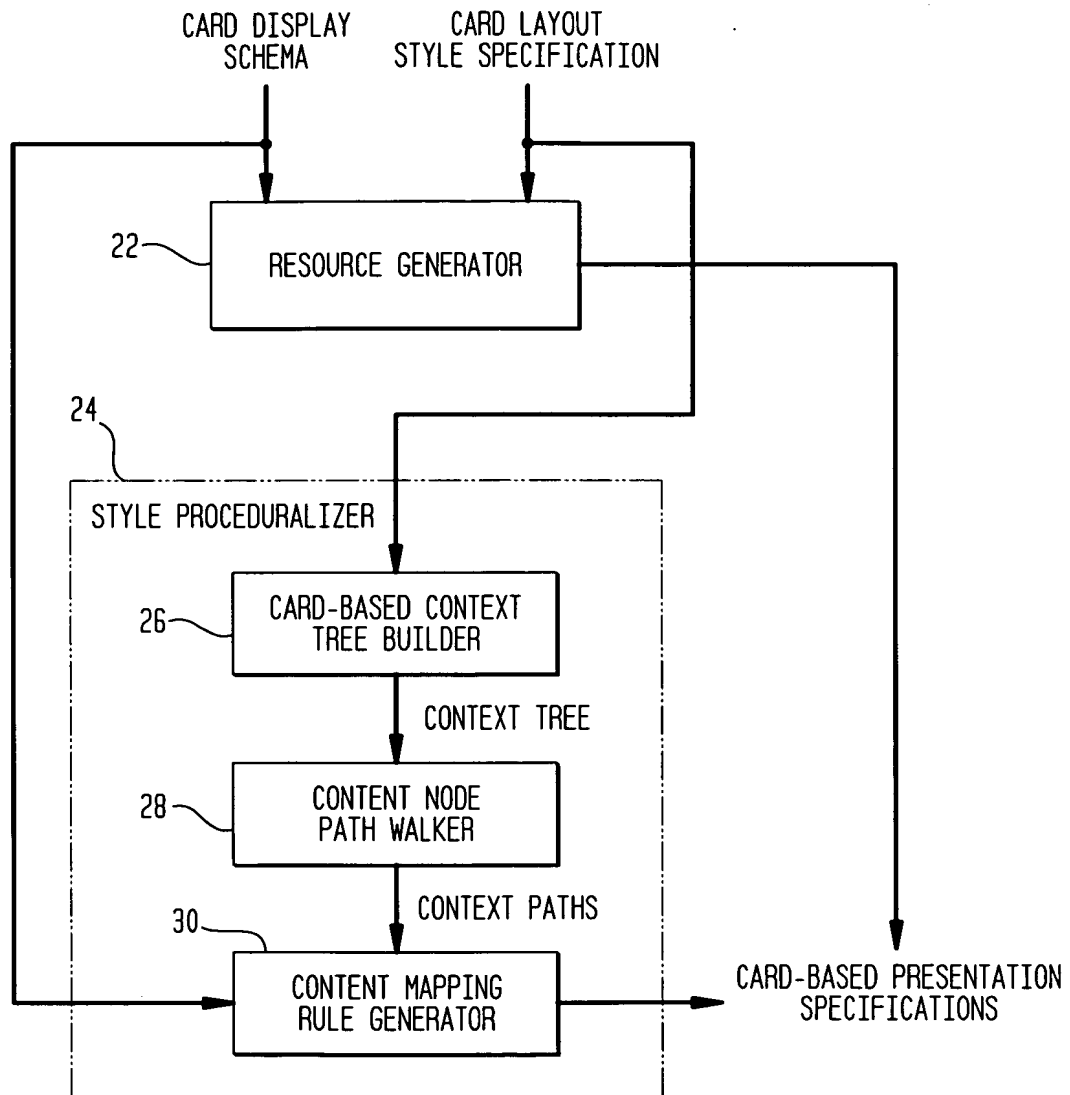 CARD DISPLAY
SCHEMA
CARD LAYOUT
STYLE SPECIFICATION
22
RESOURCE GENERATOR
24
STYLE PROCEDURALIZER
26
CARD-BASED CONTEXT
TREE BUILDER
CONTEXT TREE
28
CONTENT NODE
PATH WALKER
CONTEXT PATHS
30
CONTENT MAPPING
RULE GENERATOR
CARD-BASED PRESENTATION
SPECIFICATIONS